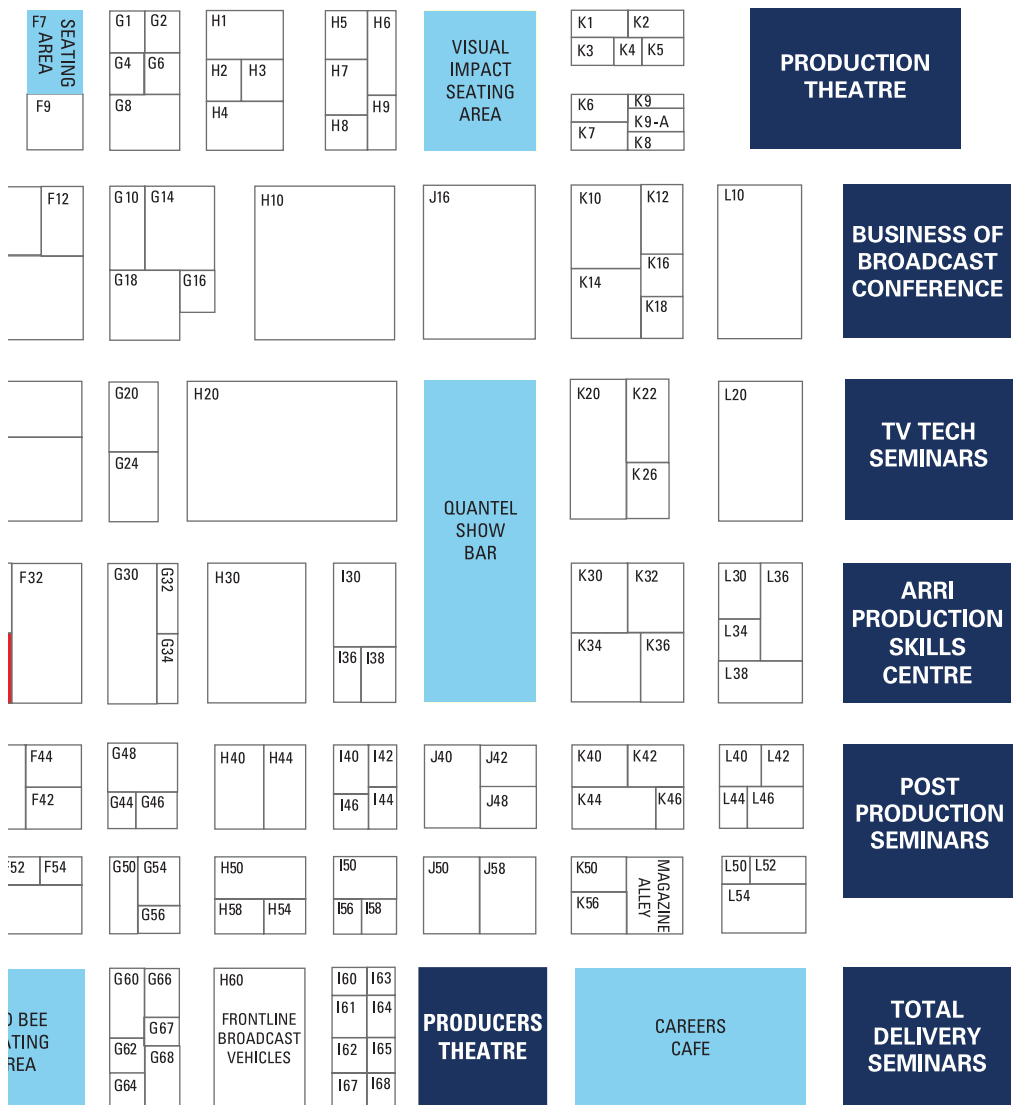 F7
SEATING
AREA
G1
G2
H1
H5
H6
VISUAL
IMPACT
SEATING
AREA
K1
K2
K3
K4
K5
PRODUCTION
THEATRE
G4
G6
H2
H3
H7
F9
G8
H4
H8
H9
K6
K7
K9
K9-A
K8
F12
G10
G14
H10
J16
K10
K12
L10
BUSINESS OF
BROADCAST
CONFERENCE
G18
G16
K14
K16
K18
G20
H20
K20
K22
L20
TV TECH
SEMINARS
G24
K26
QUANTEL
SHOW
BAR
F32
G30
G32
G34
H30
I30
K30
K32
L30
L36
ARRI
PRODUCTION
SKILLS
CENTRE
I36
I38
K34
K36
L34
L38
F44
G48
H40
H44
I40
I42
J40
J42
K40
K42
L40
L42
POST
PRODUCTION
SEMINARS
F42
G44
G46
I46
I44
J48
K44
K46
L44
L46
F52
F54
G50
G54
H50
I50
J50
J58
K50
MAGAZINE
ALLEY
L50
L52
G56
H58
H54
I56
I58
K56
L54
BEE
G60
G66
H60
FRONTLINE
BROADCAST
VEHICLES
I60
I63
PRODUCERS
THEATRE
CAREERS
CAFE
TOTAL
DELIVERY
SEMINARS
G67
I61
I64
G62
G68
I62
I65
G64
I67
I68